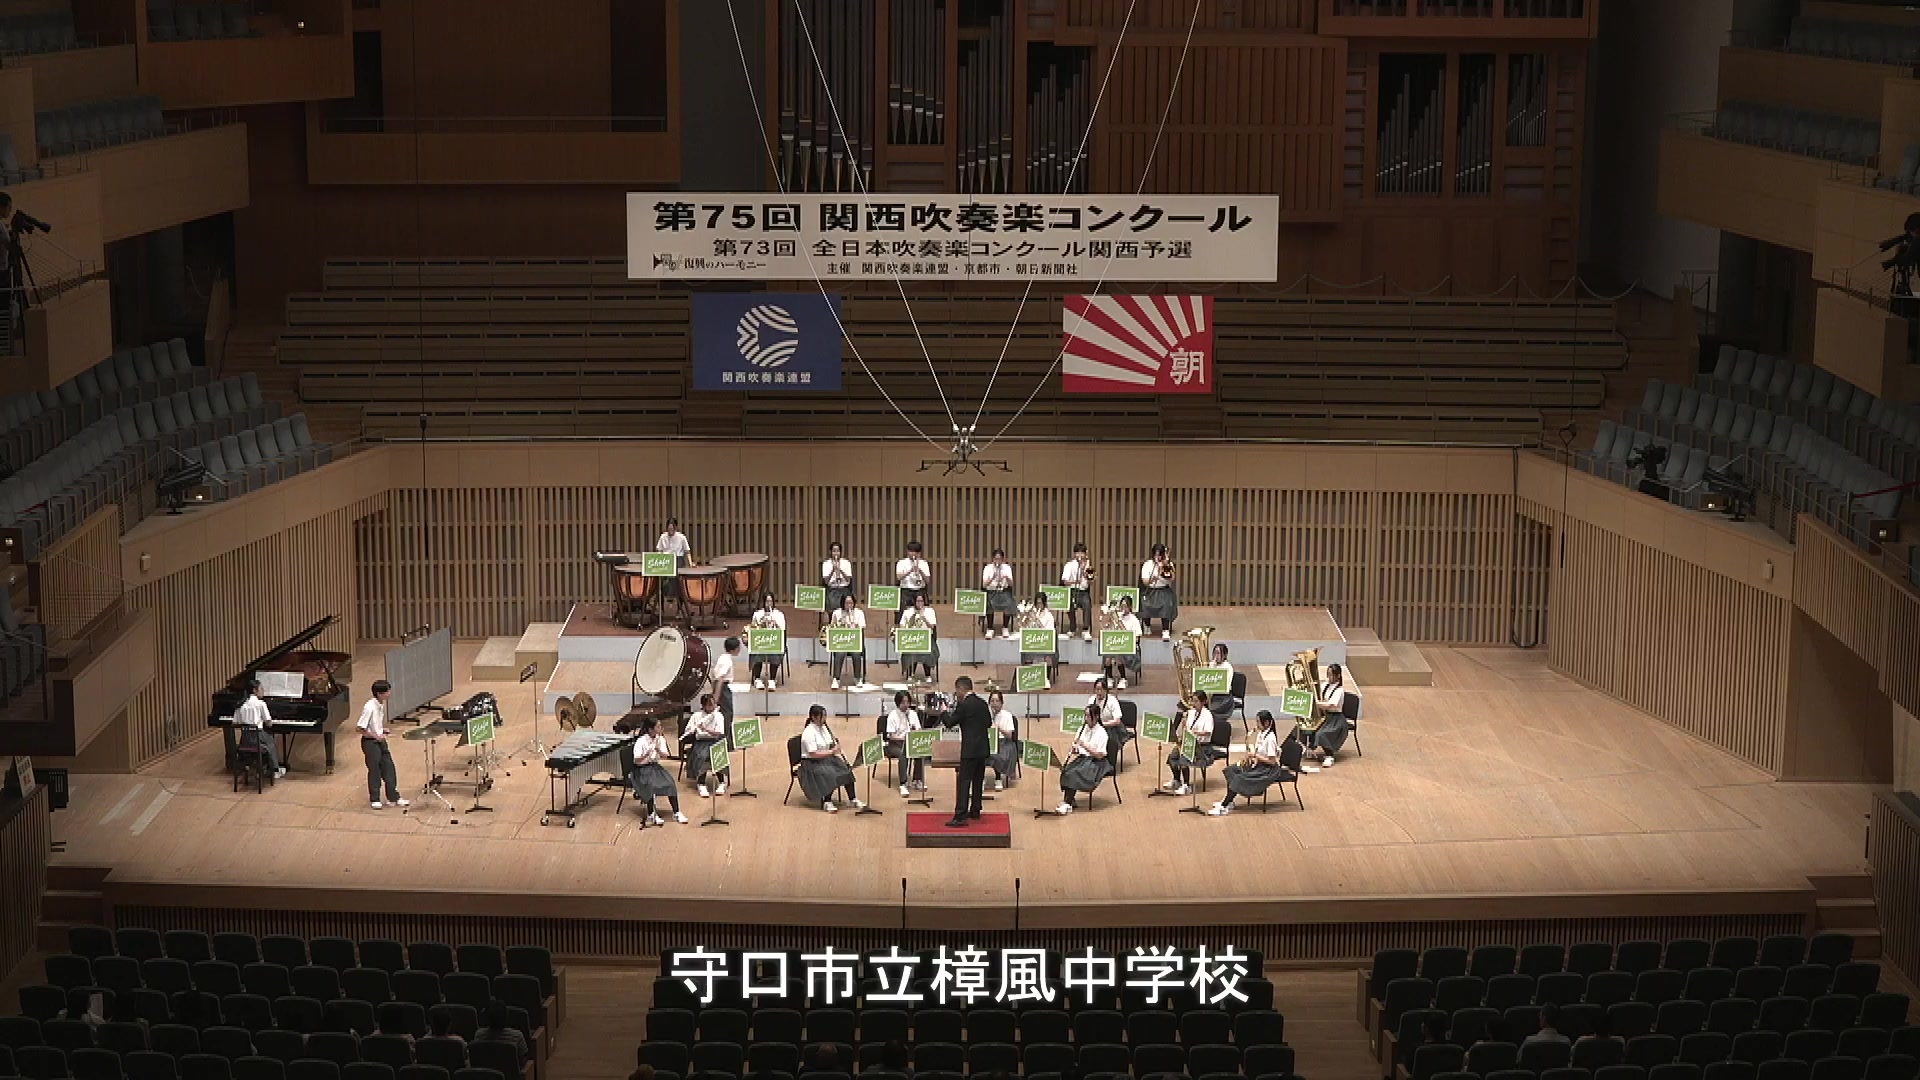 第75回 関西吹奏楽コンクール
第73回 全日本吹奏楽コンクール関西予選
復興のハーモニー
主催 関西吹奏楽連盟・京都市・朝日新聞社
関西吹奏楽連盟
朝
Shofu
守口市立樟風中学校